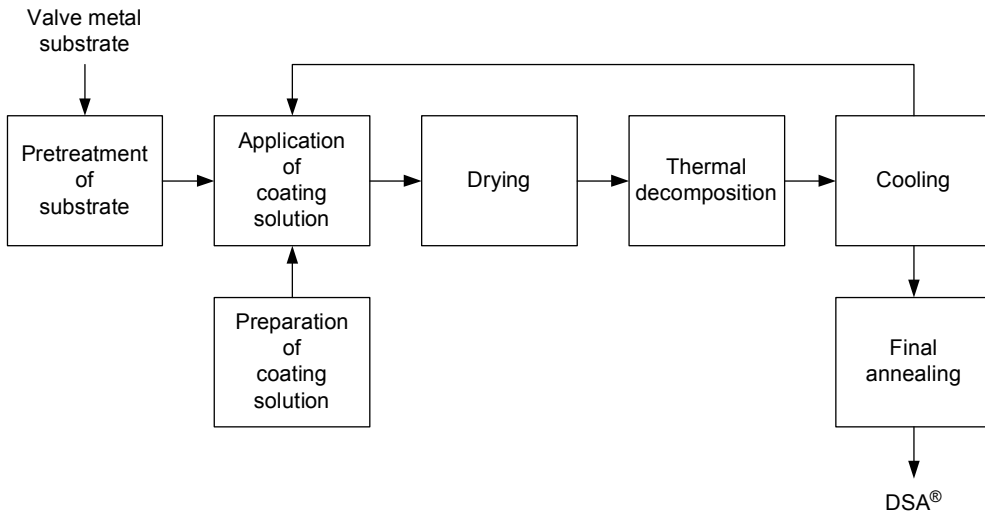 Valve metal
substrate
Pretreatment
of
substrate
Application
of
coating
solution
Drying
Thermal
decomposition
Cooling
Preparation
of
coating
solution
Final
annealing
DSA®